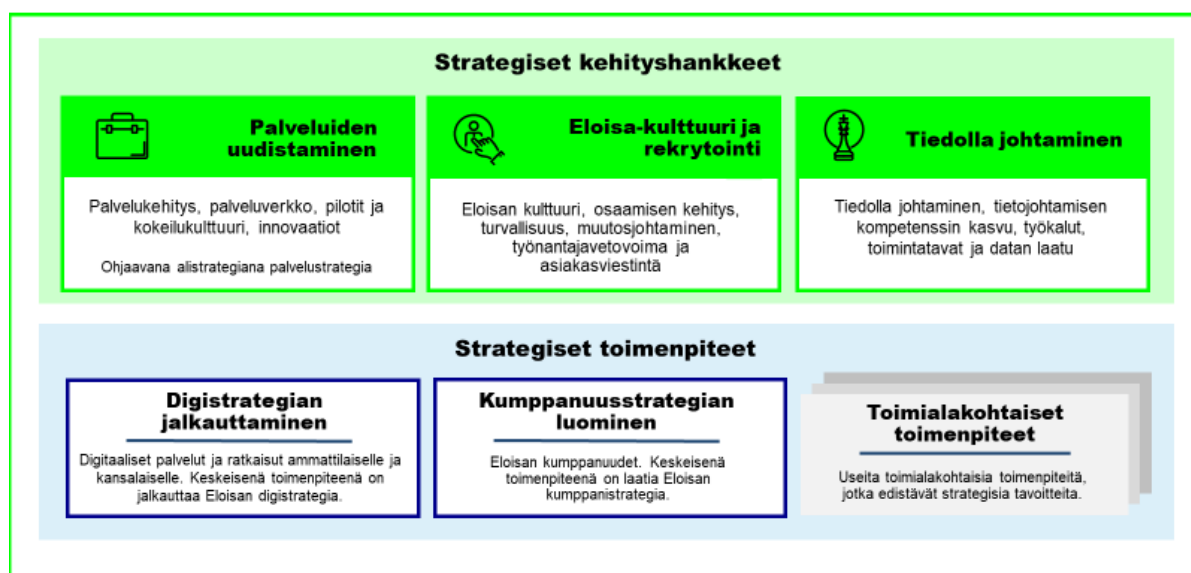 Strategiset kehityshankkeet
Palveluiden
uudistaminen
Palvelukehitys, palveluverkko, pilotit ja
kokeilukulttuuri, innovaatiot
Ohjaavana alistrategiana palvelustrategia
Eloisa-kulttuuri ja
rekrytointi
Eloisan kulttuuri, osaamisen kehitys,
turvallisuus, muutosjohtaminen,
työnantajavetovoima ja
asiakasviestintä
Tiedolla johtaminen
Tiedolla johtaminen, tietojohtamisen
kompetenssin kasvu, työkalut,
toimintatavat ja datan laatu
Strategiset toimenpiteet
Digistrategian
jalkauttaminen
Digitaaliset palvelut ja ratkaisut ammattilaiselle ja
kansalaiselle. Keskeisenä toimenpiteenä on
jalkauttaa Eloisan digistrategia.
Kumppanuusstrategian
luominen
Eloisan kumppanuudet. Keskeisenä
toimenpiteenä on laatia Eloisan
kumppanistrategia.
Toimialakohtaiset
toimenpiteet
Useita toimialakohtaisia toimenpiteitä,
jotka edistävät strategisia tavoitteita.